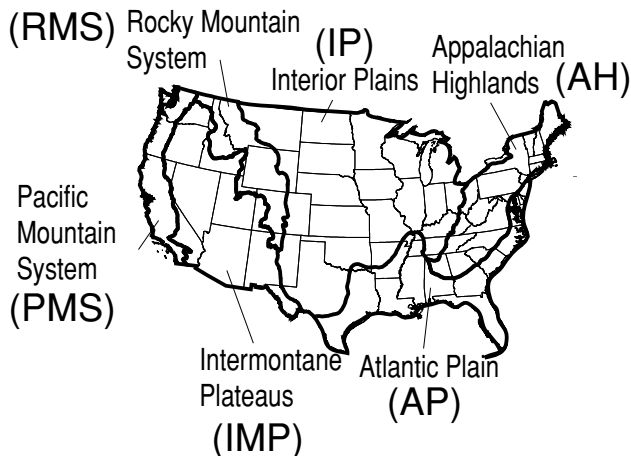 (RMS)
Rocky Mountain
System
(IP)
Interior Plains
Appalachian
Highlands
(AH)
Pacific
Mountain
System
(PMS)
Intermontane
Plateaus
(IMP)
Atlantic Plain
(AP)